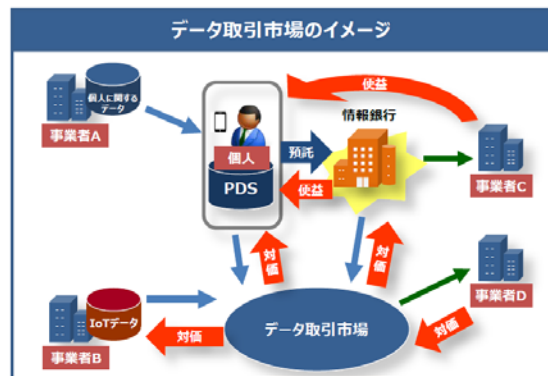 データ取引市場のイメージ
個人に関する
データ
事業者A
個人
PDS
預託
便益
情報銀行
便益
事業者C
対価
対価
IoTデータ
事業者B
対価
データ取引市場
対価
事業者D